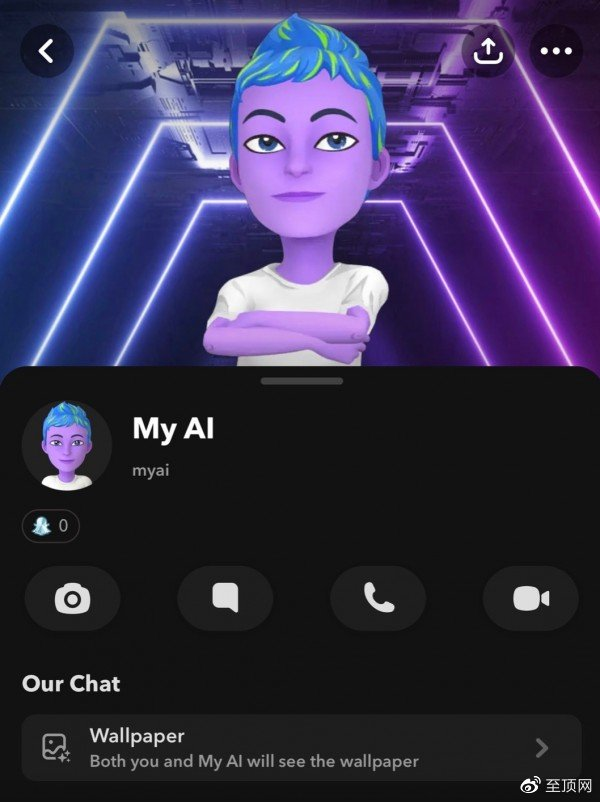 My AI
myai
0
Our Chat
Wallpaper
Both you and My AI will see the wallpaper
至顶网